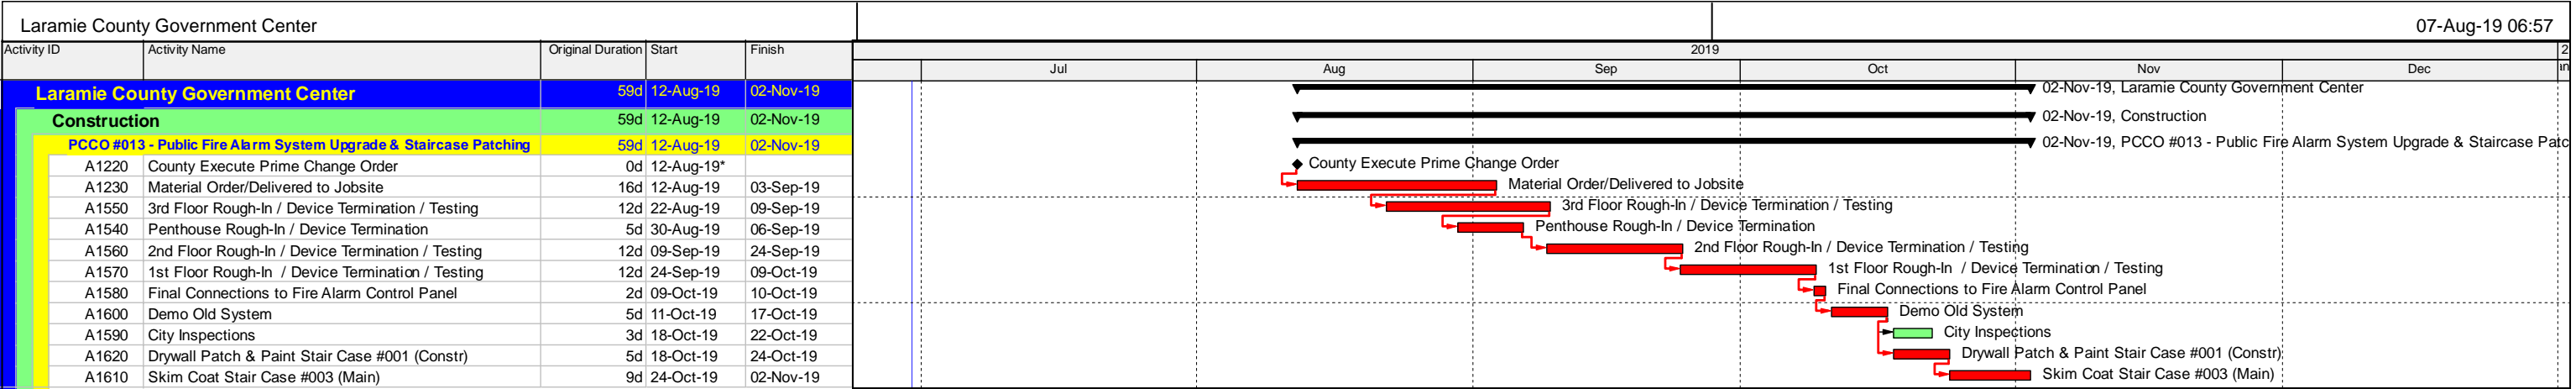 Laramie County Government Center 07-Aug-19 06:57
Activity ID Activity Name Original Duration Start Finish 2019 2
Jul Aug Sep Oct Nov Dec
Laramie County Government Center 59d 12-Aug-19 02-Nov-19 02-Nov-19, Laramie County Government Center
Construction 59d 12-Aug-19 02-Nov-19 02-Nov-19, Construction
PCCO #013 - Public Fire Alarm System Upgrade & Staircase Patching 59d 12-Aug-19 02-Nov-19 02-Nov-19, PCCO #013 - Public Fire Alarm System Upgrade & Staircase Patc
A1220 County Execute Prime Change Order 0d 12-Aug-19* County Execute Prime Change Order
A1230 Material Order/Delivered to Jobsite 16d 12-Aug-19 03-Sep-19 Material Order/Delivered to Jobsite
A1550 3rd Floor Rough-In / Device Termination / Testing 12d 22-Aug-19 09-Sep-19 3rd Floor Rough-In / Device Termination / Testing
A1540 Penthouse Rough-In / Device Termination 5d 30-Aug-19 06-Sep-19 Penthouse Rough-In / Device Termination
A1560 2nd Floor Rough-In / Device Termination / Testing 12d 09-Sep-19 24-Sep-19 2nd Floor Rough-In / Device Termination / Testing
A1570 1st Floor Rough-In / Device Termination / Testing 12d 24-Sep-19 09-Oct-19 1st Floor Rough-In / Device Termination / Testing
A1580 Final Connections to Fire Alarm Control Panel 2d 09-Oct-19 10-Oct-19 Final Connections to Fire Alarm Control Panel
A1600 Demo Old System 5d 11-Oct-19 17-Oct-19 Demo Old System
A1590 City Inspections 3d 18-Oct-19 22-Oct-19 City Inspections
A1620 Drywall Patch & Paint Stair Case #001 (Constr) 5d 18-Oct-19 24-Oct-19 Drywall Patch & Paint Stair Case #001 (Constr)
A1610 Skim Coat Stair Case #003 (Main) 9d 24-Oct-19 02-Nov-19 Skim Coat Stair Case #003 (Main)